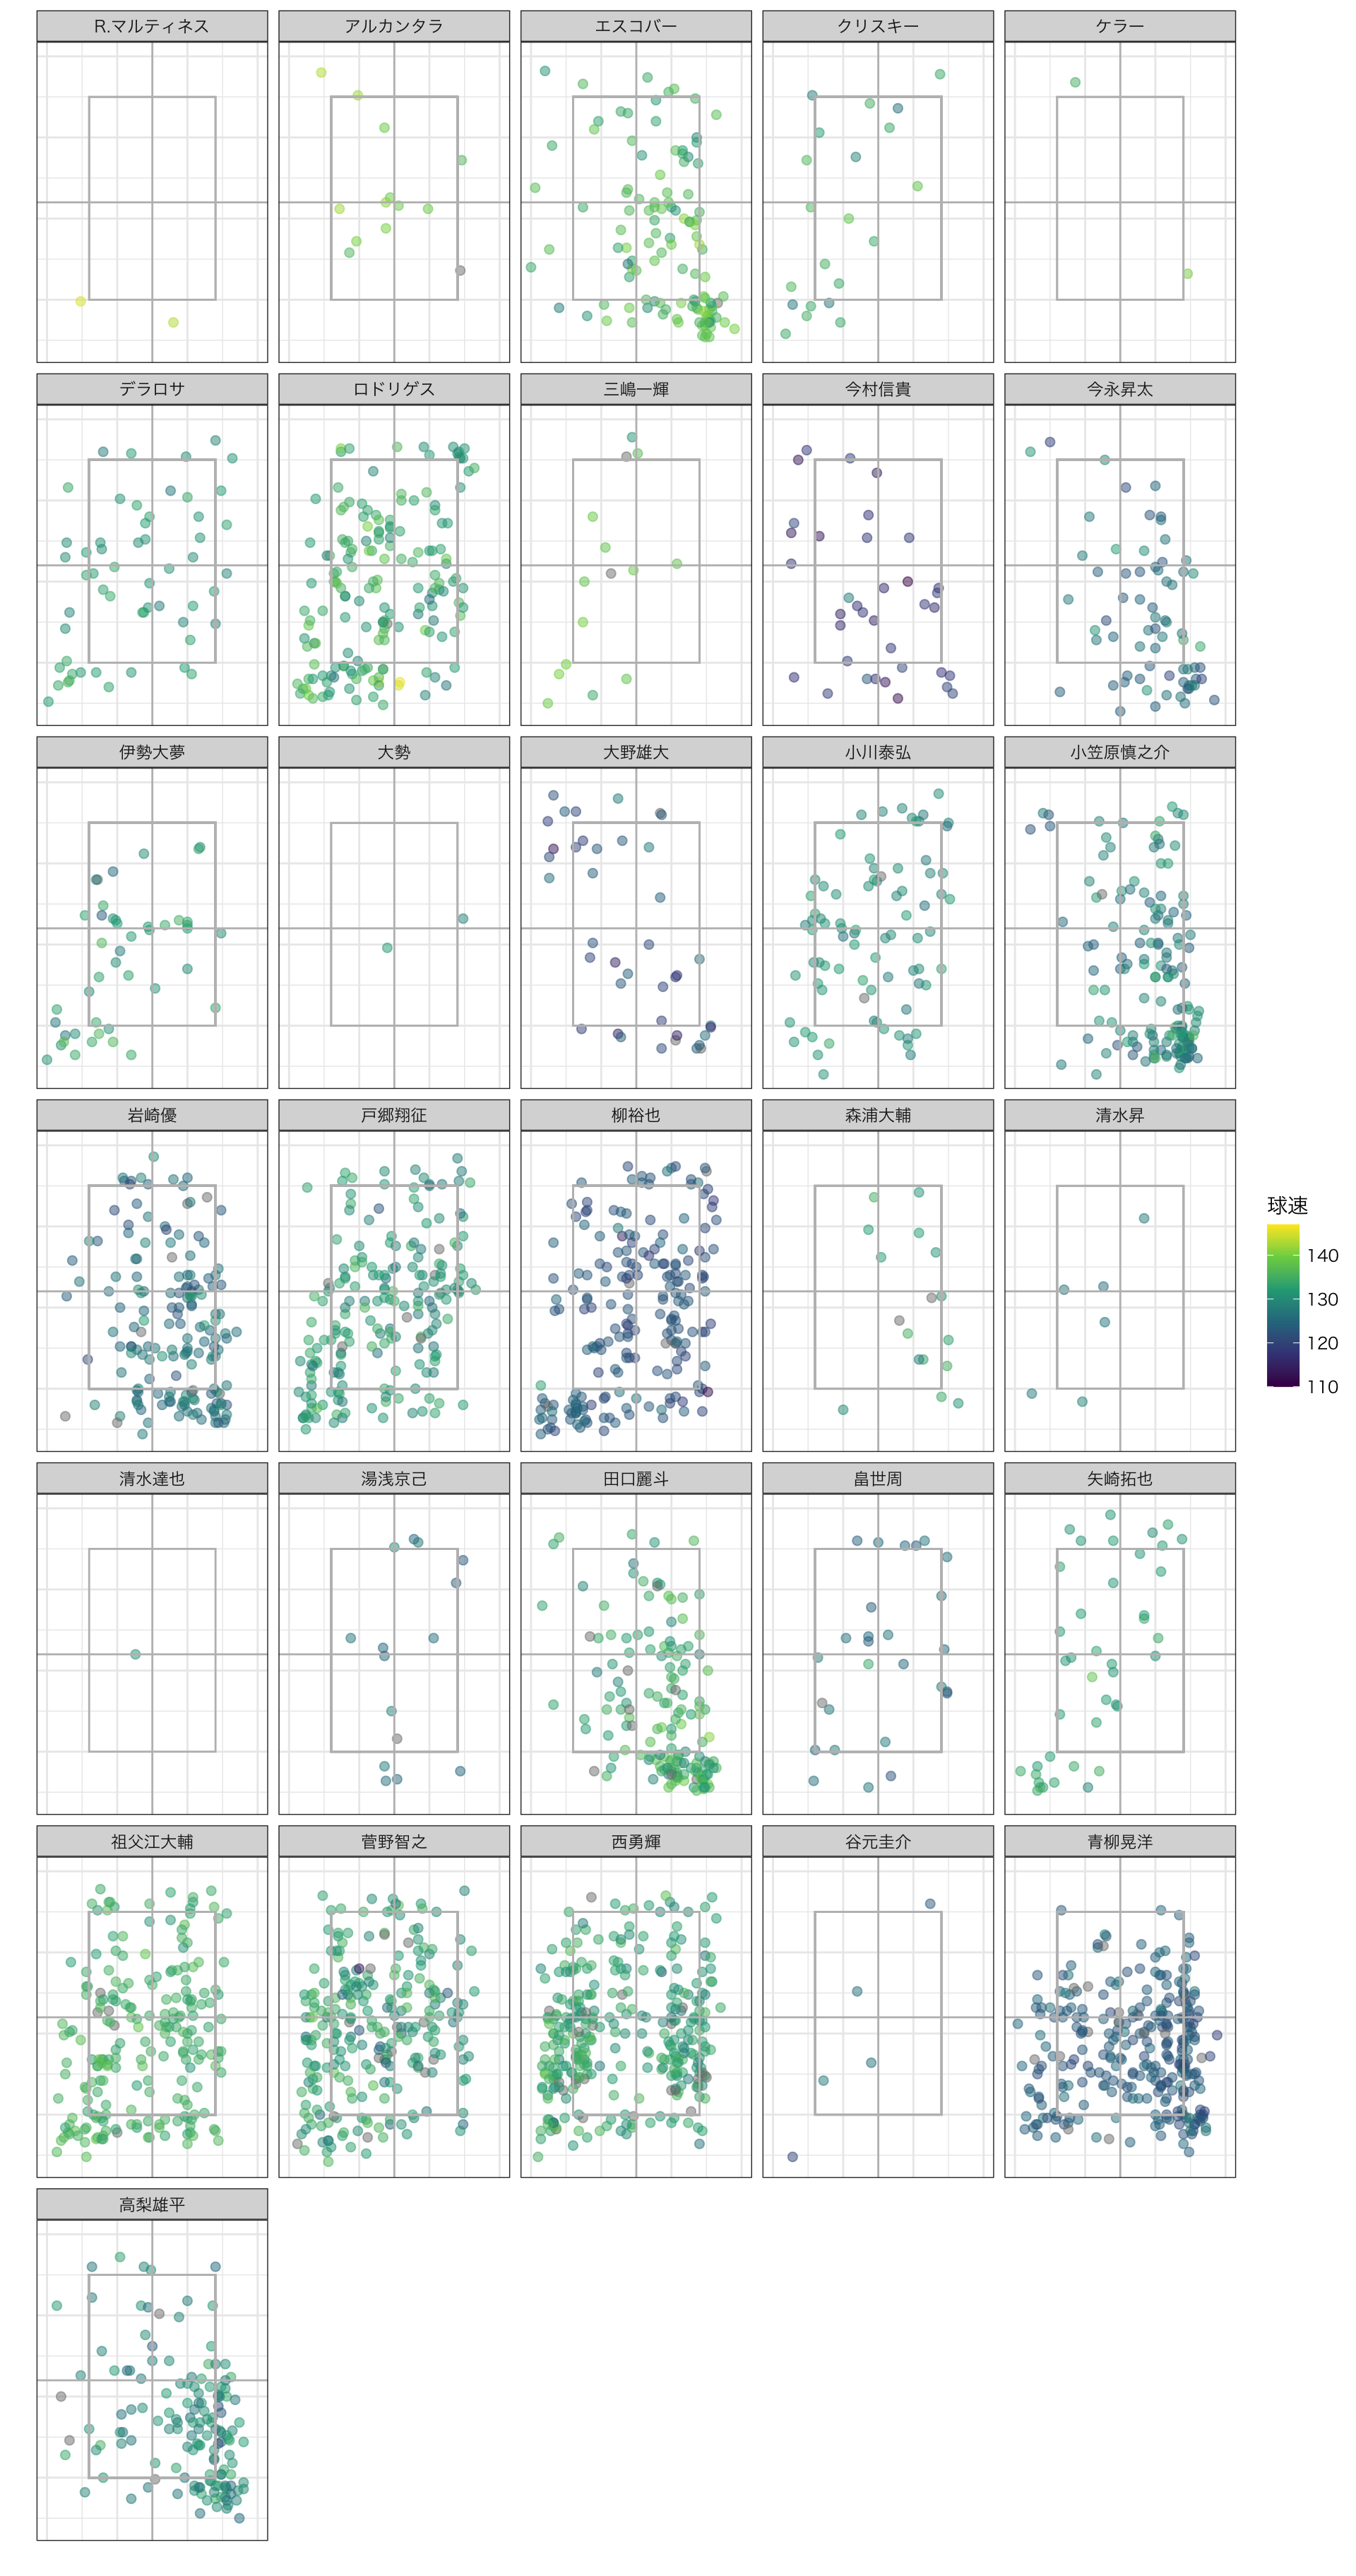 R.マルティネス
アルカンタラ
エスコバー
クリスキー
ケラー
デラロサ
ロドリゲス
三嶋一輝
今村信貴
今永昇太
伊勢大夢
大勢
大野雄大
小川泰弘
小笠原慎之介
岩崎優
戸郷翔征
柳裕也
森浦大輔
清水昇
球速
140
130
120
110
清水達也
湯浅京己
田口麗斗
畠世周
矢崎拓也
祖父江大輔
菅野智之
西勇輝
谷元圭介
青柳晃洋
高梨雄平